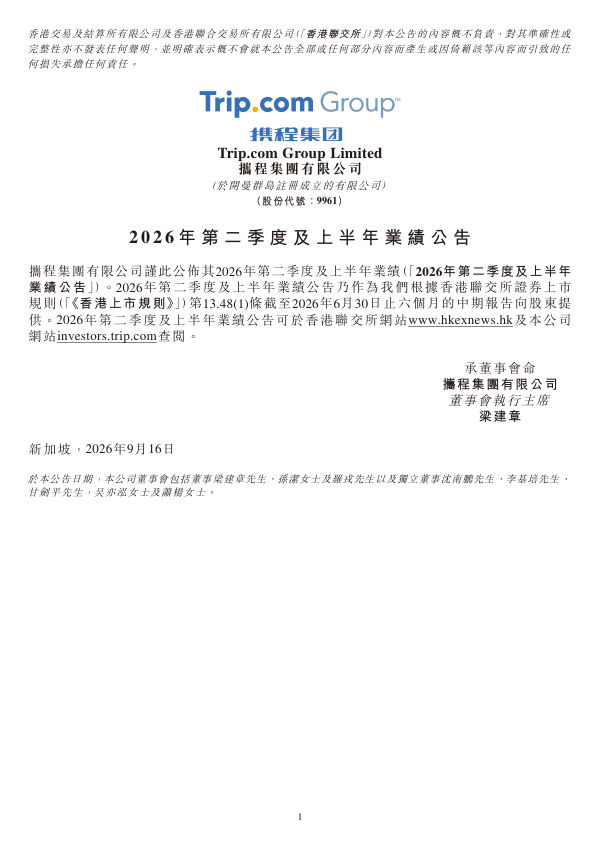 香港交易及結算所有限公司及香港聯合交易所有限公司(「香港聯交所」)對本公告的內容概不負責，對其準確性或
完整性亦不發表任何聲明，並明確表示概不會就本公告全部或任何部分內容而產生或因倚賴該等內容而引致的任
何損失承擔任何責任。
Trip.com Group™
携程集团
Trip.com Group Limited
攜程集團有限公司
(於開曼群島註冊成立的有限公司)
(股份代號：9961)
2026年第二季度及上半年業績公告
攜程集團有限公司謹此公佈其2026年第二季度及上半年業績(「2026年第二季度及上半年
業績公告」)。2026年第二季度及上半年業績公告乃作為我們根據香港聯交所證券上市
規則(「《香港上市規則》」)第13.48(1)條截至2026年6月30日止六個月的中期報告向股東提
供。2026年第二季度及上半年業績公告可於香港聯交所網站www.hkexnews.hk及本公司
網站investors.trip.com查閱。
承董事會命
攜程集團有限公司
董事會執行主席
梁建章
新加坡，2026年9月16日
於本公告日期，本公司董事會包括董事梁建章先生、孫潔女士及羅戎先生以及獨立董事沈南鵬先生、李基培先生、
甘劍平先生，吳亦泓女士及蕭楊女士。
1